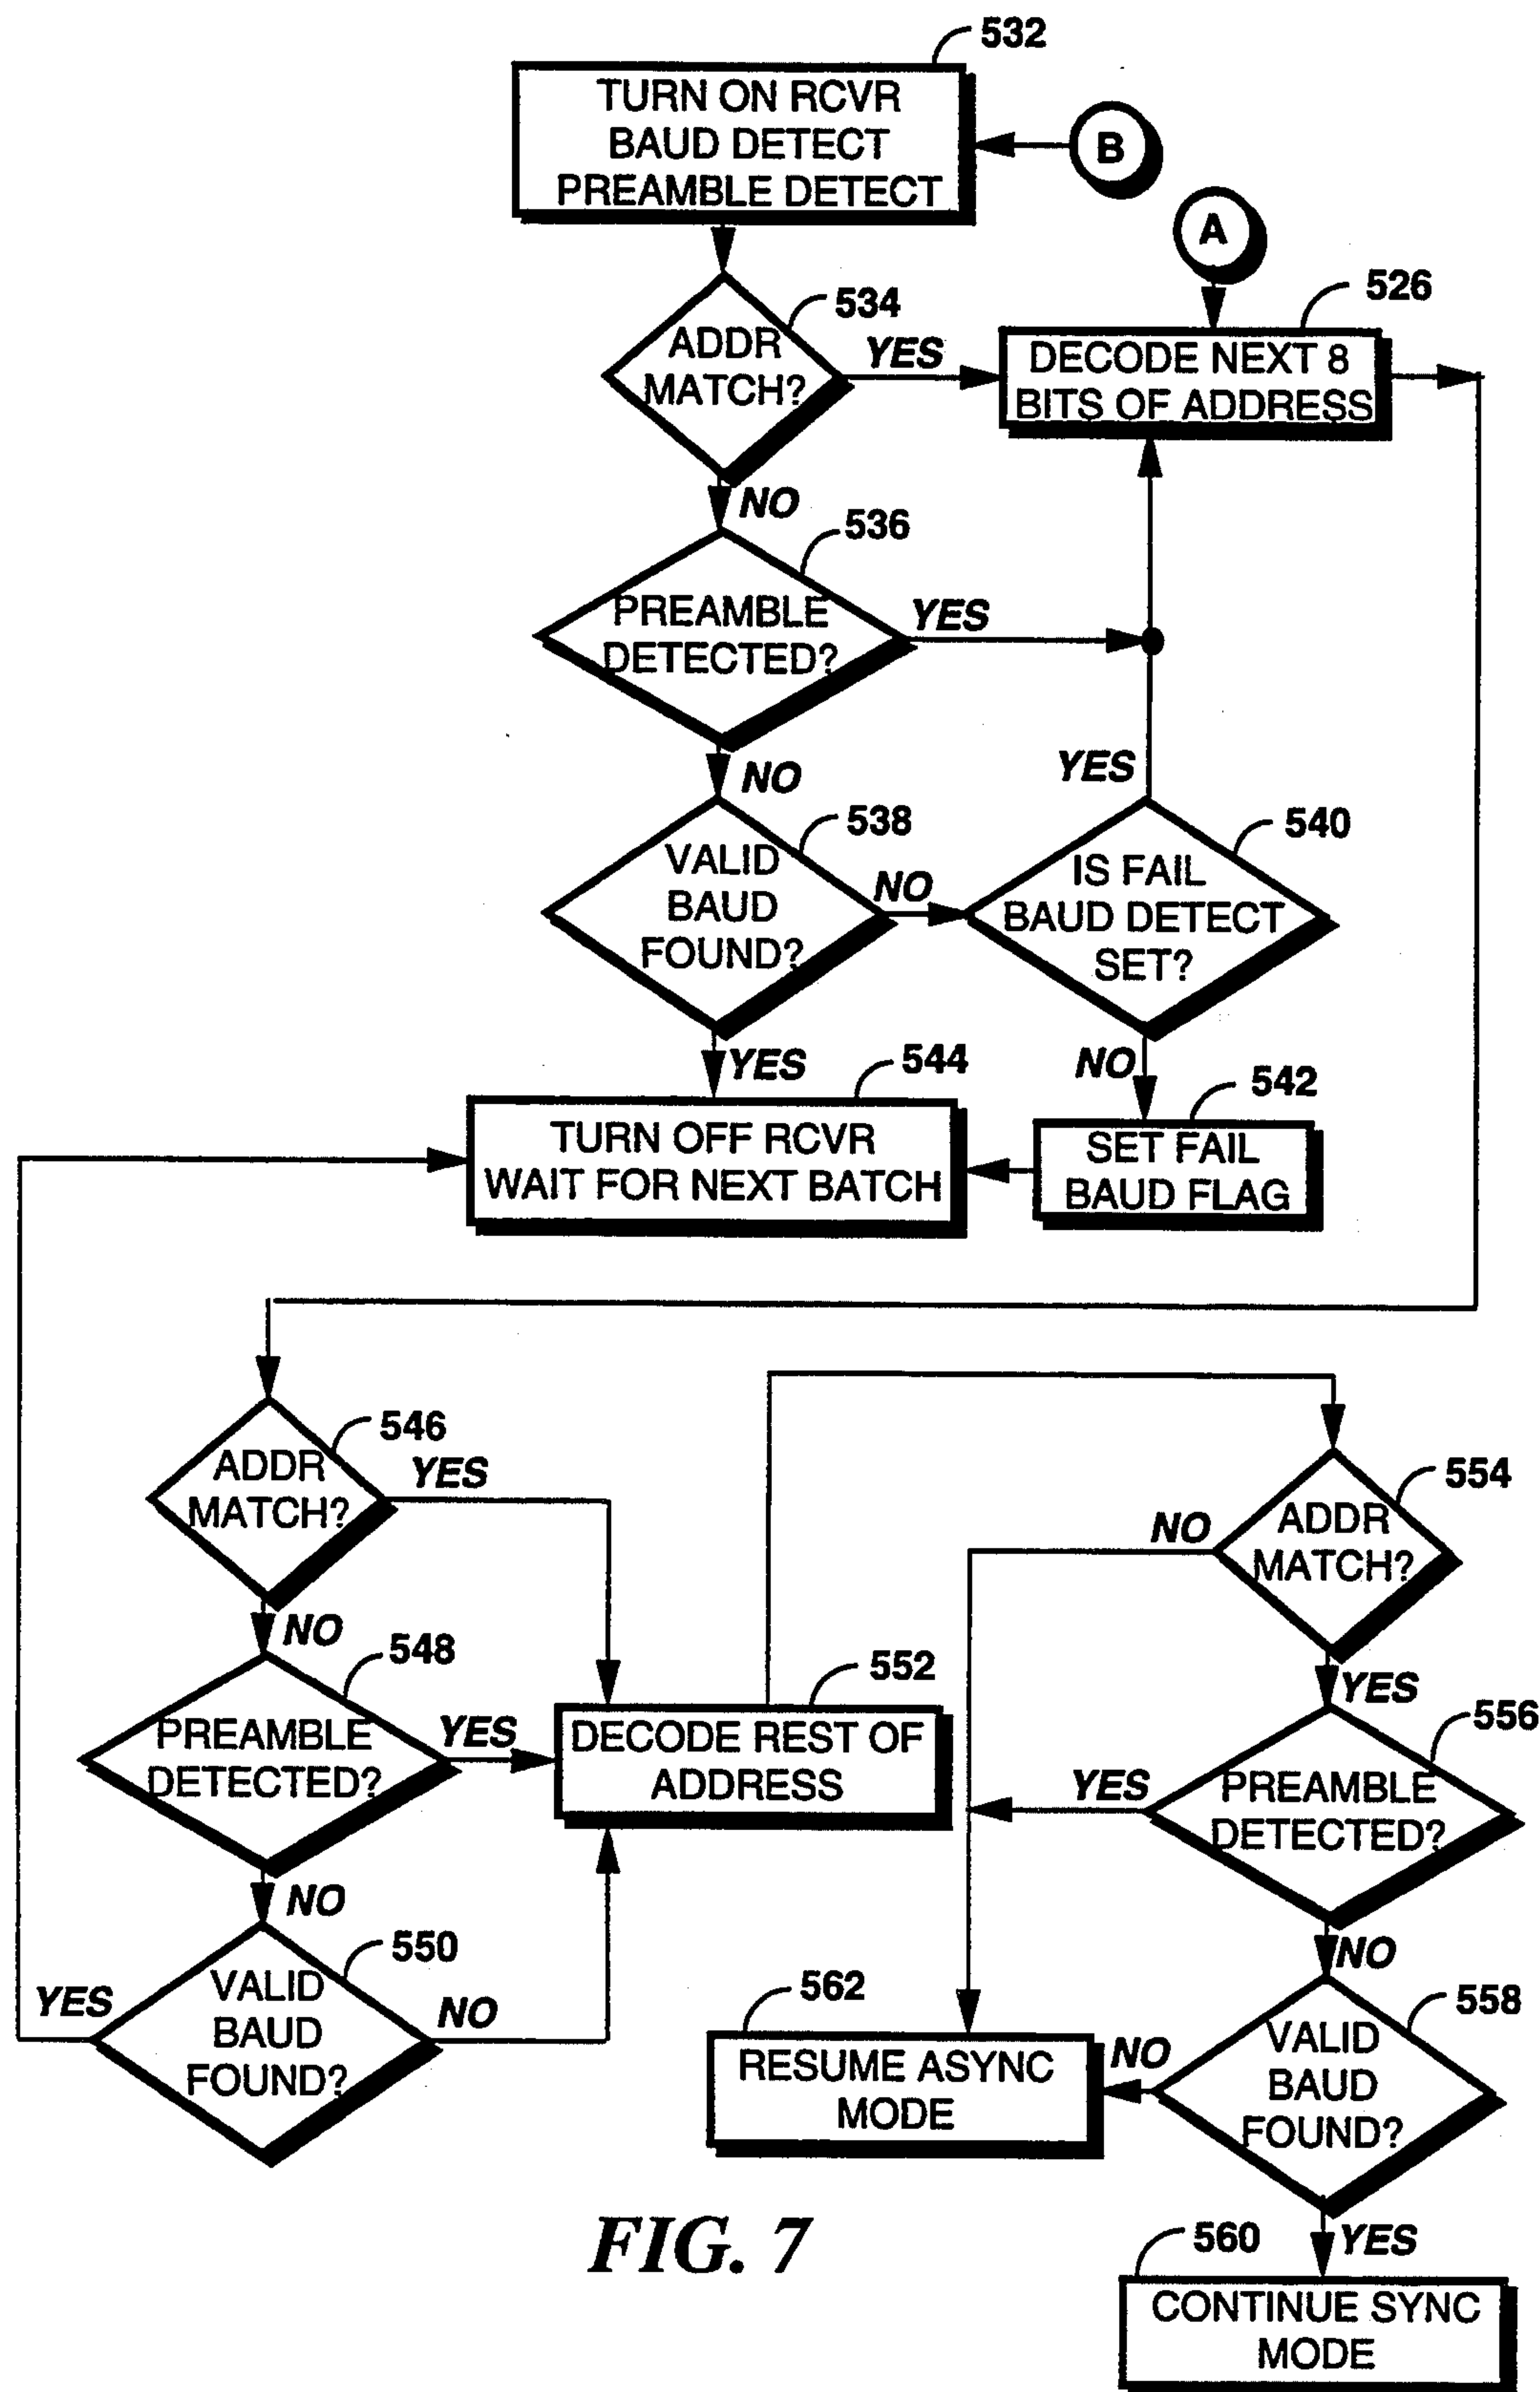 532
TURN ON RCVR
BAUD DETECT
PREAMBLE DETECT
B
A
534
ADDR
MATCH?
YES
526
DECODE NEXT 8
BITS OF ADDRESS
NO
536
PREAMBLE
DETECTED?
YES
NO
538
VALID
BAUD
FOUND?
NO
YES
540
IS FAIL
BAUD DETECT
SET?
YES
544
TURN OFF RCVR
WAIT FOR NEXT BATCH
NO
542
SET FAIL
BAUD FLAG
546
ADDR
MATCH?
YES
NO
548
PREAMBLE
DETECTED?
YES
552
DECODE REST OF
ADDRESS
NO
550
VALID
BAUD
FOUND?
YES
NO
554
ADDR
MATCH?
NO
YES
556
PREAMBLE
DETECTED?
YES
NO
558
VALID
BAUD
FOUND?
NO
562
RESUME ASYNC
MODE
YES
560
CONTINUE SYNC
MODE
FIG. 7